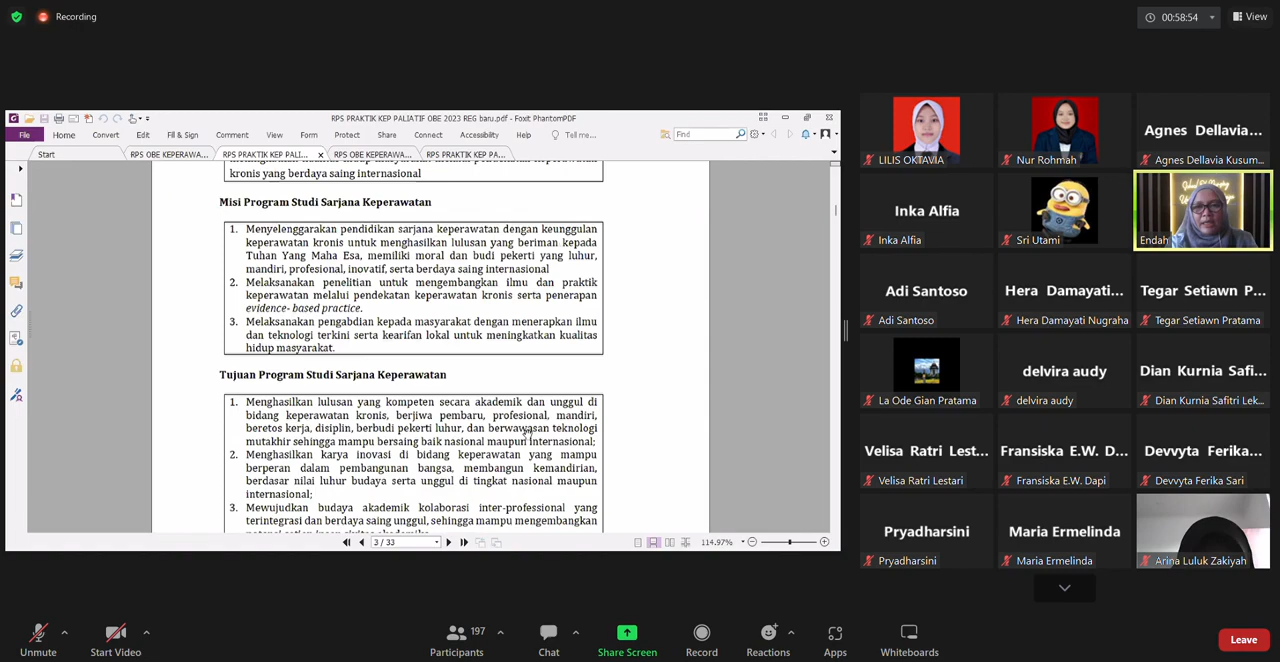 Recording
00:58:54
View
RPS PRAKTIK KEP PALIATIF OBE 2023 REG baru.pdf - Foxit PhantomPDF
File Home Convert Edit Fill & Sign Comment View Form Protect Share Connect Accessibility Help Tell me... Find
Start RPS OBE KEPERAWA... RPS PRAKTIK KEP PALI... RPS OBE KEPERAWA... RPS PRAKTIK KEP PA...
kronis yang berdaya saing internasional
Misi Program Studi Sarjana Keperawatan
1. Menyelenggarakan pendidikan sarjana keperawatan dengan keunggulan
keperawatan kronis untuk menghasilkan lulusan yang beriman kepada
Tuhan Yang Maha Esa, memiliki moral dan budi pekerti yang luhur,
mandiri, profesional, inovatif, serta berdaya saing internasional
2. Melaksanakan penelitian untuk mengembangkan ilmu dan praktik
keperawatan melalui pendekatan keperawatan kronis serta penerapan
evidence- based practice.
3. Melaksanakan pengabdian kepada masyarakat dengan menerapkan ilmu
dan teknologi terkini serta kearifan lokal untuk meningkatkan kualitas
hidup masyarakat.
Tujuan Program Studi Sarjana Keperawatan
1. Menghasilkan lulusan yang kompeten secara akademik dan unggul di
bidang keperawatan kronis, berjiwa pembaru, profesional, mandiri,
beretos kerja, disiplin, berbudi pekerti luhur, dan berwawasan teknologi
mutakhir sehingga mampu bersaing baik nasional maupun internasional;
2. Menghasilkan karya inovasi di bidang keperawatan yang mampu
berperan dalam pembangunan bangsa, membangun kemandirian,
berdasar nilai luhur budaya serta unggul di tingkat nasional maupun
internasional;
3. Mewujudkan budaya akademik kolaborasi inter-profesional yang
terintegrasi dan berdaya saing unggul, sehingga mampu mengembangkan
3 / 33
114.97%
LILIS OKTAVIA
Nur Rohmah
Agnes Dellavia...
Agnes Dellavia Kusum...
Inka Alfia
Inka Alfia
Sri Utami
Endah
Adi Santoso
Adi Santoso
Hera Damayati...
Hera Damayati Nugraha
Tegar Setiawn P...
Tegar Setiawn Pratama
La Ode Gian Pratama
delvira audy
delvira audy
Dian Kurnia Safi...
Dian Kurnia Safitri Lek...
Velisa Ratri Lest...
Velisa Ratri Lestari
Fransiska E.W. D...
Fransiska E.W. Dapi
Devvyta Ferika...
Devvyta Ferika Sari
Pryadharsini
Pryadharsini
Maria Ermelinda
Maria Ermelinda
Arina Luluk Zakiyah
Unmute
Start Video
197
Participants
Chat
Share Screen
Record
Reactions
Apps
Whiteboards
Leave